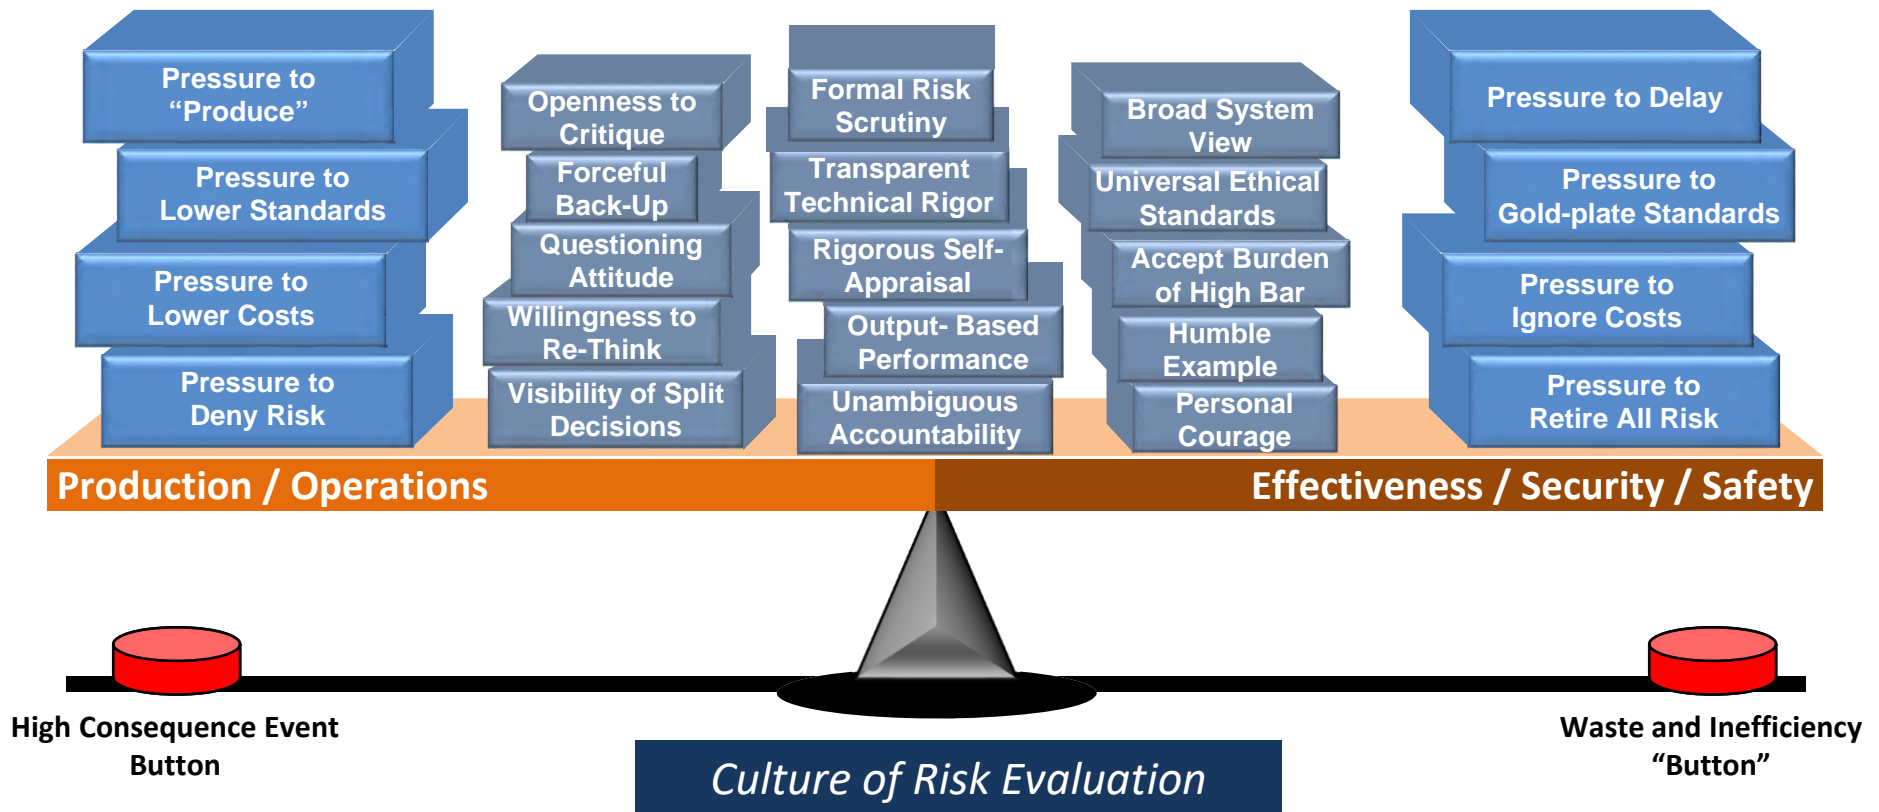 Pressure to
“Produce”
Pressure to
Lower Standards
Pressure to
Lower Costs
Pressure to
Deny Risk
Openness to
Critique
Forceful
Back-Up
Questioning
Attitude
Willingness to
Re-Think
Visibility of Split
Decisions
Formal Risk
Scrutiny
Transparent
Technical Rigor
Rigorous Self-
Appraisal
Output- Based
Performance
Unambiguous
Accountability
Broad System
View
Universal Ethical
Standards
Accept Burden
of High Bar
Humble
Example
Personal
Courage
Pressure to Delay
Pressure to
Gold-plate Standards
Pressure to
Ignore Costs
Pressure to
Retire All Risk
Production / Operations
Effectiveness / Security / Safety
High Consequence Event
Button
Waste and Inefficiency
“Button”
Culture of Risk Evaluation